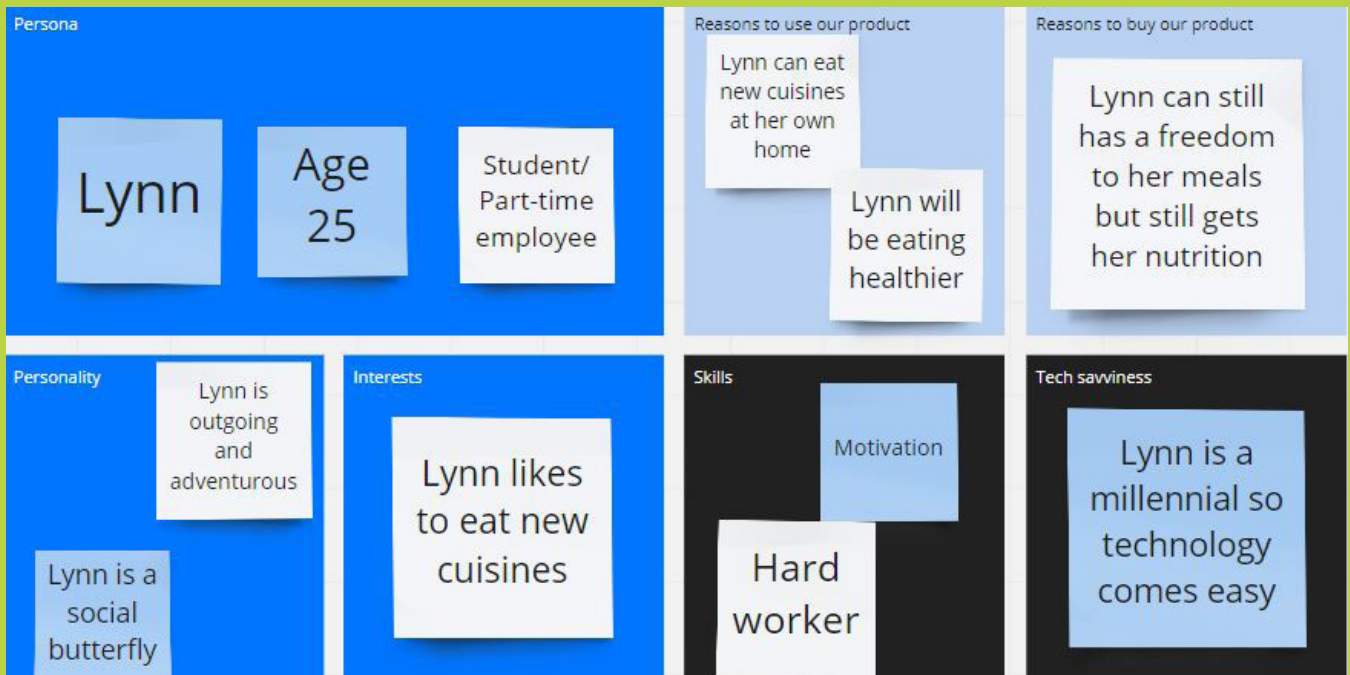 Persona
Lynn
Age
25
Student/
Part-time
employee
Reasons to use our product
Lynn can eat
new cuisines
at her own
home
Lynn will
be eating
healthier
Reasons to buy our product
Lynn can still
has a freedom
to her meals
but still gets
her nutrition
Personality
Lynn is
outgoing
and
adventurous
Lynn is a
social
butterfly
Interests
Lynn likes
to eat new
cuisines
Skills
Motivation
Hard
worker
Tech savviness
Lynn is a
millennial so
technology
comes easy